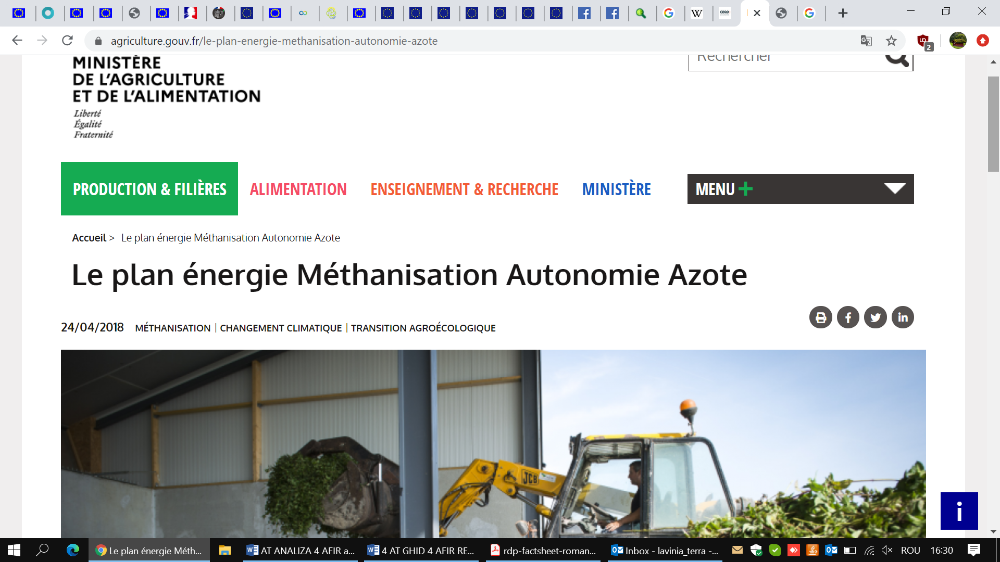 agriculture.gouv.fr/le-plan-energie-methanisation-autonomie-azote
2
MINISTÈRE
DE L'AGRICULTURE
ET DE L'ALIMENTATION
Liberté
Égalité
Fraternité
Rechercher
PRODUCTION & FILIÈRES ALIMENTATION ENSEIGNEMENT & RECHERCHE MINISTÈRE MENU +
Accueil > Le plan énergie Méthanisation Autonomie Azote
Le plan énergie Méthanisation Autonomie Azote
24/04/2018 MÉTHANISATION | CHANGEMENT CLIMATIQUE | TRANSITION AGROÉCOLOGIQUE
JCB
i
Le plan énergie Méth... AT ANALIZA 4 AFIR a... 4 AT GHID 4 AFIR RE... rdp-factsheet-roman... Inbox - lavinia_terra -... ROU 16:30